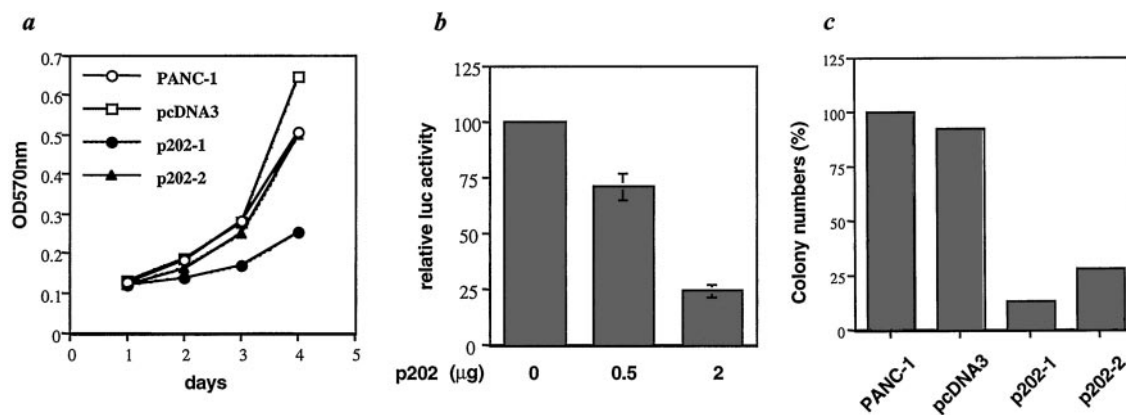 a
0.7
0.6
0.5
0.4
0.3
0.2
0.1
0
OD570nm
PANC-1
pcDNA3
p202-1
p202-2
0 1 2 3 4 5
days
b
125
100
75
50
25
0
relative luc activity
p202 (μg) 0 0.5 2
c
125
100
75
50
25
0
Colony numbers (%)
PANC-1
pcDNA3
p202-1
p202-2